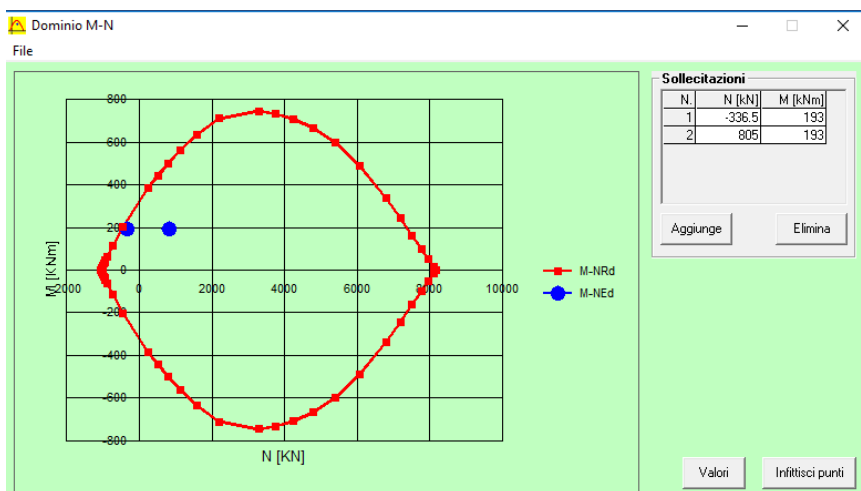 Dominio M-N
File
800
600
400
200
0
-200
-400
-600
-800
-2000
0
2000
4000
6000
8000
10000
M [KNm]
N [KN]
M-NRd
M-NEd
Sollecitazioni
N. N [kN] M [kNm]
1 -336.5 193
2 805 193
Aggiunge Elimina
Valori Infittisci punti